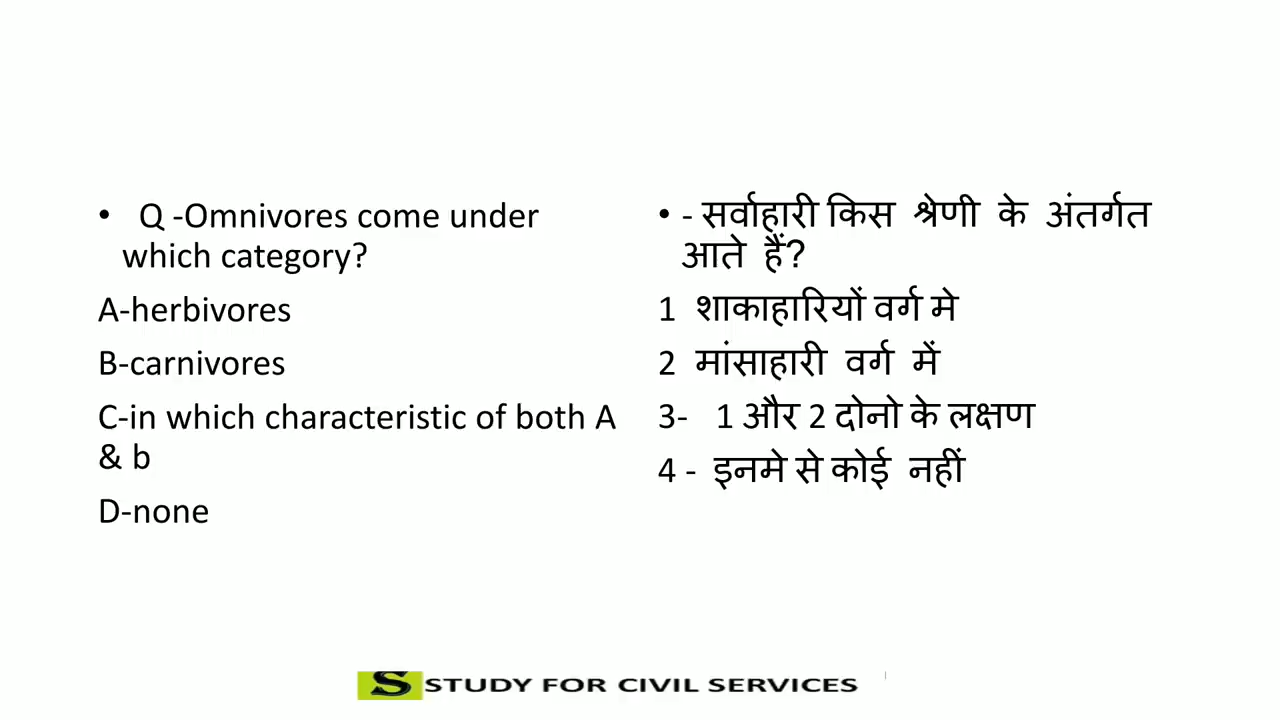 • Q -Omnivores come under
which category?
A-herbivores
B-carnivores
C-in which characteristic of both A
& b
D-none
• - सर्वाहारी किस श्रेणी के अंतर्गत
आते हैं?
1 शाकाहारियों वर्ग मे
2 मांसाहारी वर्ग में
3- 1 और 2 दोनो के लक्षण
4 - इनमे से कोई नहीं
S STUDY FOR CIVIL SERVICES